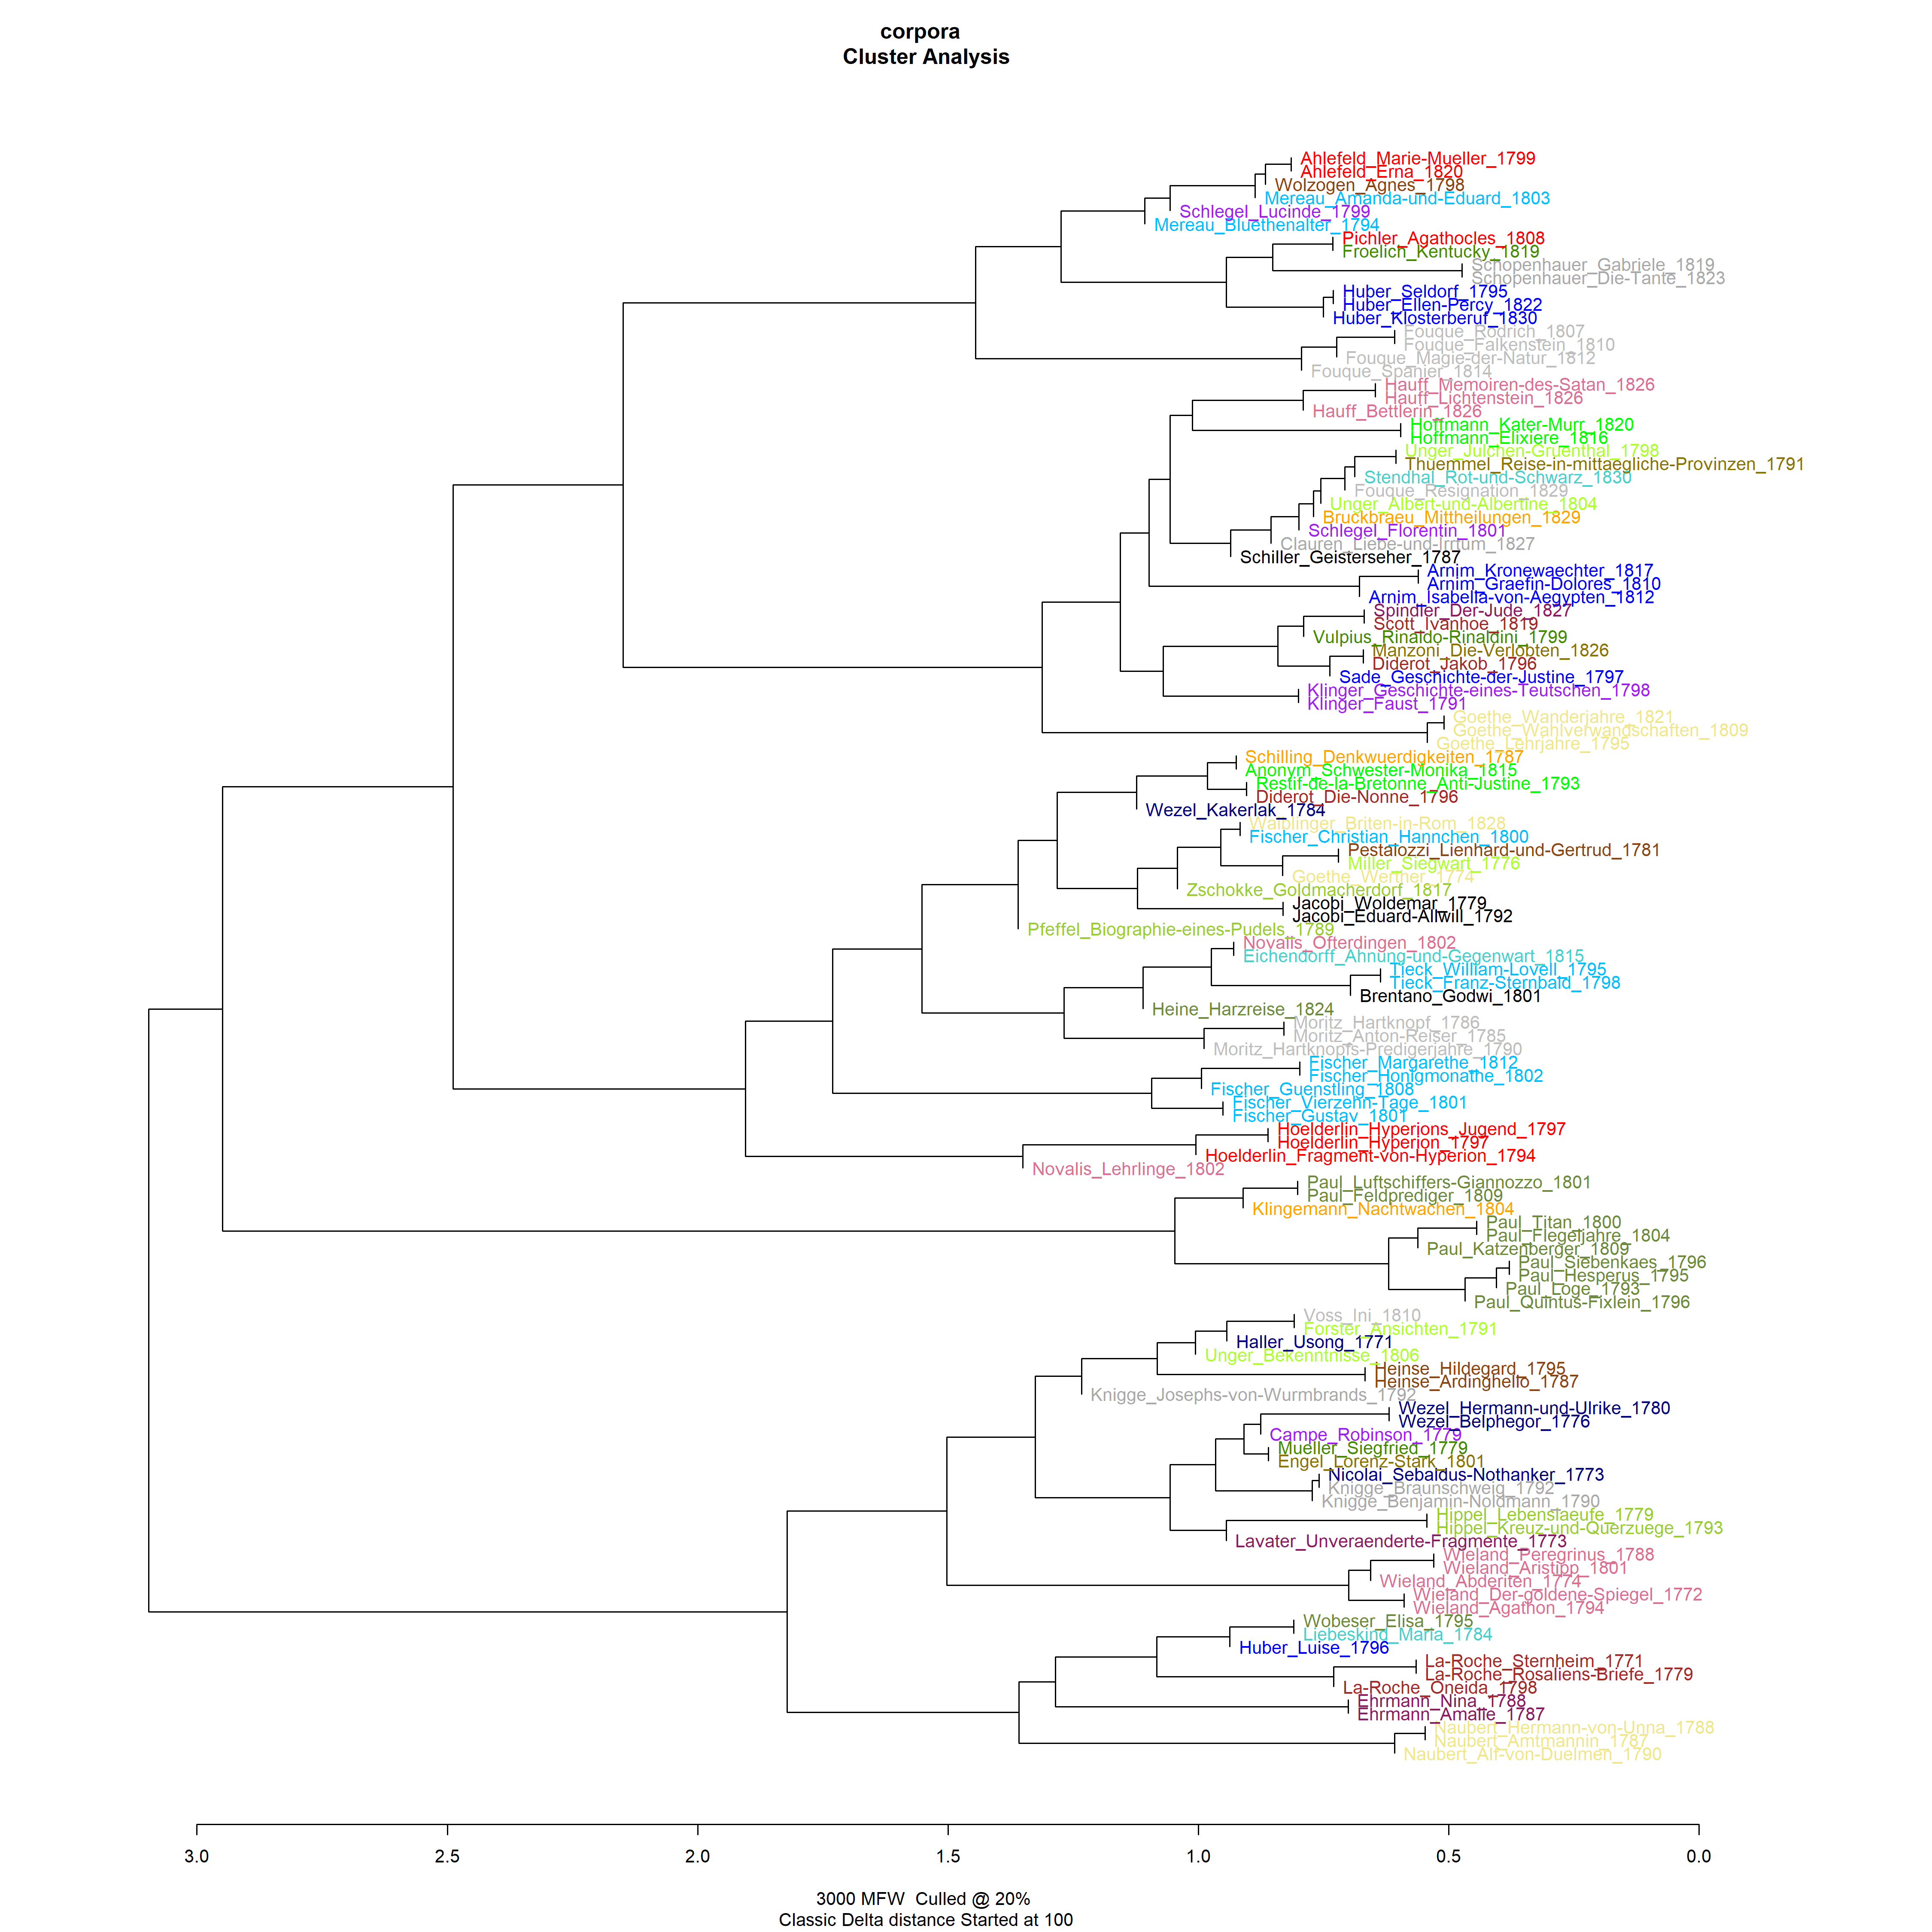 corpora
Cluster Analysis
Ahlefeld_Marie-Mueller_1799
Ahlefeld_Erna_1820
Wolzogen_Agnes_1798
Mereau_Amanda-und-Eduard_1803
Schlegel_Lucinde_1799
Mereau_Bluethenalter_1794
Pichler_Agathocles_1808
Froelich_Kentucky_1819
Schopenhauer_Gabriele_1819
Schopenhauer_Die-Tante_1823
Huber_Seldorf_1795
Huber_Ellen-Percy_1822
Huber_Klosterberuf_1830
Fouque_Rodrich_1807
Fouque_Falkenstein_1810
Fouque_Magie-der-Natur_1812
Fouque_Spanier_1814
Hauff_Memoiren-des-Satan_1826
Hauff_Lichtenstein_1826
Hauff_Bettlerin_1826
Hoffmann_Kater-Murr_1820
Hoffmann_Elixiere_1816
Unger_Julchen-Gruenthal_1798
Thuemmel_Reise-in-mittaegliche-Provinzen_1791
Stendhal_Rot-und-Schwarz_1830
Fouque_Resignation_1829
Unger_Albert-und-Albertine_1804
Bruckbraeu_Mittheilungen_1829
Schlegel_Florentin_1801
Clauren_Liebe-und-Irrtum_1827
Schiller_Geisterseher_1787
Arnim_Kronewaechter_1817
Arnim_Graefin-Dolores_1810
Arnim_Isabella-von-Aegypten_1812
Spindler_Der-Jude_1827
Scott_Ivanhoe_1819
Vulpius_Rinaldo-Rinaldini_1799
Manzoni_Die-Verlobten_1826
Diderot_Jakob_1796
Sade_Geschichte-der-Justine_1797
Klinger_Geschichte-eines-Teutschen_1798
Klinger_Faust_1791
Goethe_Wanderjahre_1821
Goethe_Wahlverwandschaften_1809
Goethe_Lehrjahre_1795
Schilling_Denkwuerdigkeiten_1787
Anonym_Schwester-Monika_1815
Restif-de-la-Bretonne_Anti-Justine_1793
Diderot_Die-Nonne_1796
Wezel_Kakerlak_1784
Waiblinger_Briten-in-Rom_1828
Fischer_Christian_Hannchen_1800
Pestalozzi_Lienhard-und-Gertrud_1781
Miller_Siegwart_1776
Goethe_Werther_1774
Zschokke_Goldmacherdorf_1817
Jacobi_Woldemar_1779
Jacobi_Eduard-Allwill_1792
Pfeffel_Biographie-eines-Pudels_1789
Novalis_Ofterdingen_1802
Eichendorff_Ahnung-und-Gegenwart_1815
Tieck_William-Lovell_1795
Tieck_Franz-Sternbald_1798
Brentano_Godwi_1801
Heine_Harzreise_1824
Moritz_Hartknopf_1786
Moritz_Anton-Reiser_1785
Moritz_Hartknopfs-Predigerjahre_1790
Fischer_Margarethe_1812
Fischer_Honigmonathe_1802
Fischer_Guenstling_1808
Fischer_Vierzehn-Tage_1801
Fischer_Gustav_1801
Hoelderlin_Hyperions_Jugend_1797
Hoelderlin_Hyperion_1797
Hoelderlin_Fragment-von-Hyperion_1794
Novalis_Lehrlinge_1802
Paul_Luftschiffers-Giannozzo_1801
Paul_Feldprediger_1809
Klingemann_Nachtwachen_1804
Paul_Titan_1800
Paul_Flegeljahre_1804
Paul_Katzenberger_1809
Paul_Siebenkaes_1796
Paul_Hesperus_1795
Paul_Loge_1793
Paul_Quintus-Fixlein_1796
Voss_Ini_1810
Forster_Ansichten_1791
Haller_Usong_1771
Unger_Bekenntnisse_1806
Heinse_Hildegard_1795
Heinse_Ardinghello_1787
Knigge_Josephs-von-Wurmbrands_1792
Wezel_Hermann-und-Ulrike_1780
Wezel_Belphegor_1776
Campe_Robinson_1779
Mueller_Siegfried_1779
Engel_Lorenz-Stark_1801
Nicolai_Sebaldus-Nothanker_1773
Knigge_Braunschweig_1792
Knigge_Benjamin-Noldmann_1790
Hippel_Lebenslaeufe_1779
Hippel_Kreuz-und-Querzuege_1793
Lavater_Unveraenderte-Fragmente_1773
Wieland_Peregrinus_1788
Wieland_Aristipp_1801
Wieland_Abderiten_1774
Wieland_Der-goldene-Spiegel_1772
Wieland_Agathon_1794
Wobeser_Elisa_1795
Liebeskind_Maria_1784
Huber_Luise_1796
La-Roche_Sternheim_1771
La-Roche_Rosaliens-Briefe_1779
La-Roche_Oneida_1798
Ehrmann_Nina_1788
Ehrmann_Amalie_1787
Naubert_Hermann-von-Unna_1788
Naubert_Amtmannin_1787
Naubert_Alf-von-Duelmen_1790
3.0 2.5 2.0 1.5 1.0 0.5 0.0
3000 MFW Culled @ 20%
Classic Delta distance Started at 100